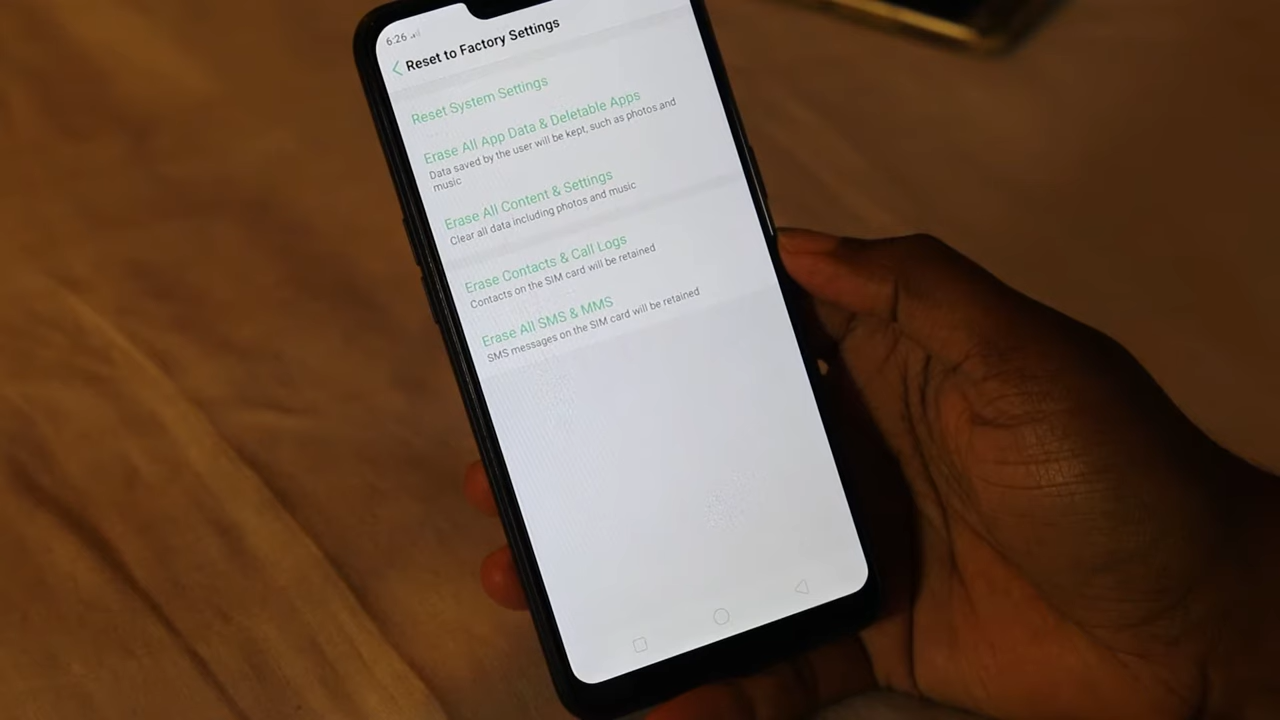 6:26
Reset to Factory Settings
Reset System Settings
Erase All App Data & Deletable Apps
Data saved by the user will be kept, such as photos and
music
Erase All Content & Settings
Clear all data including photos and music
Erase Contacts & Call Logs
Contacts on the SIM card will be retained
Erase All SMS & MMS
SMS messages on the SIM card will be retained